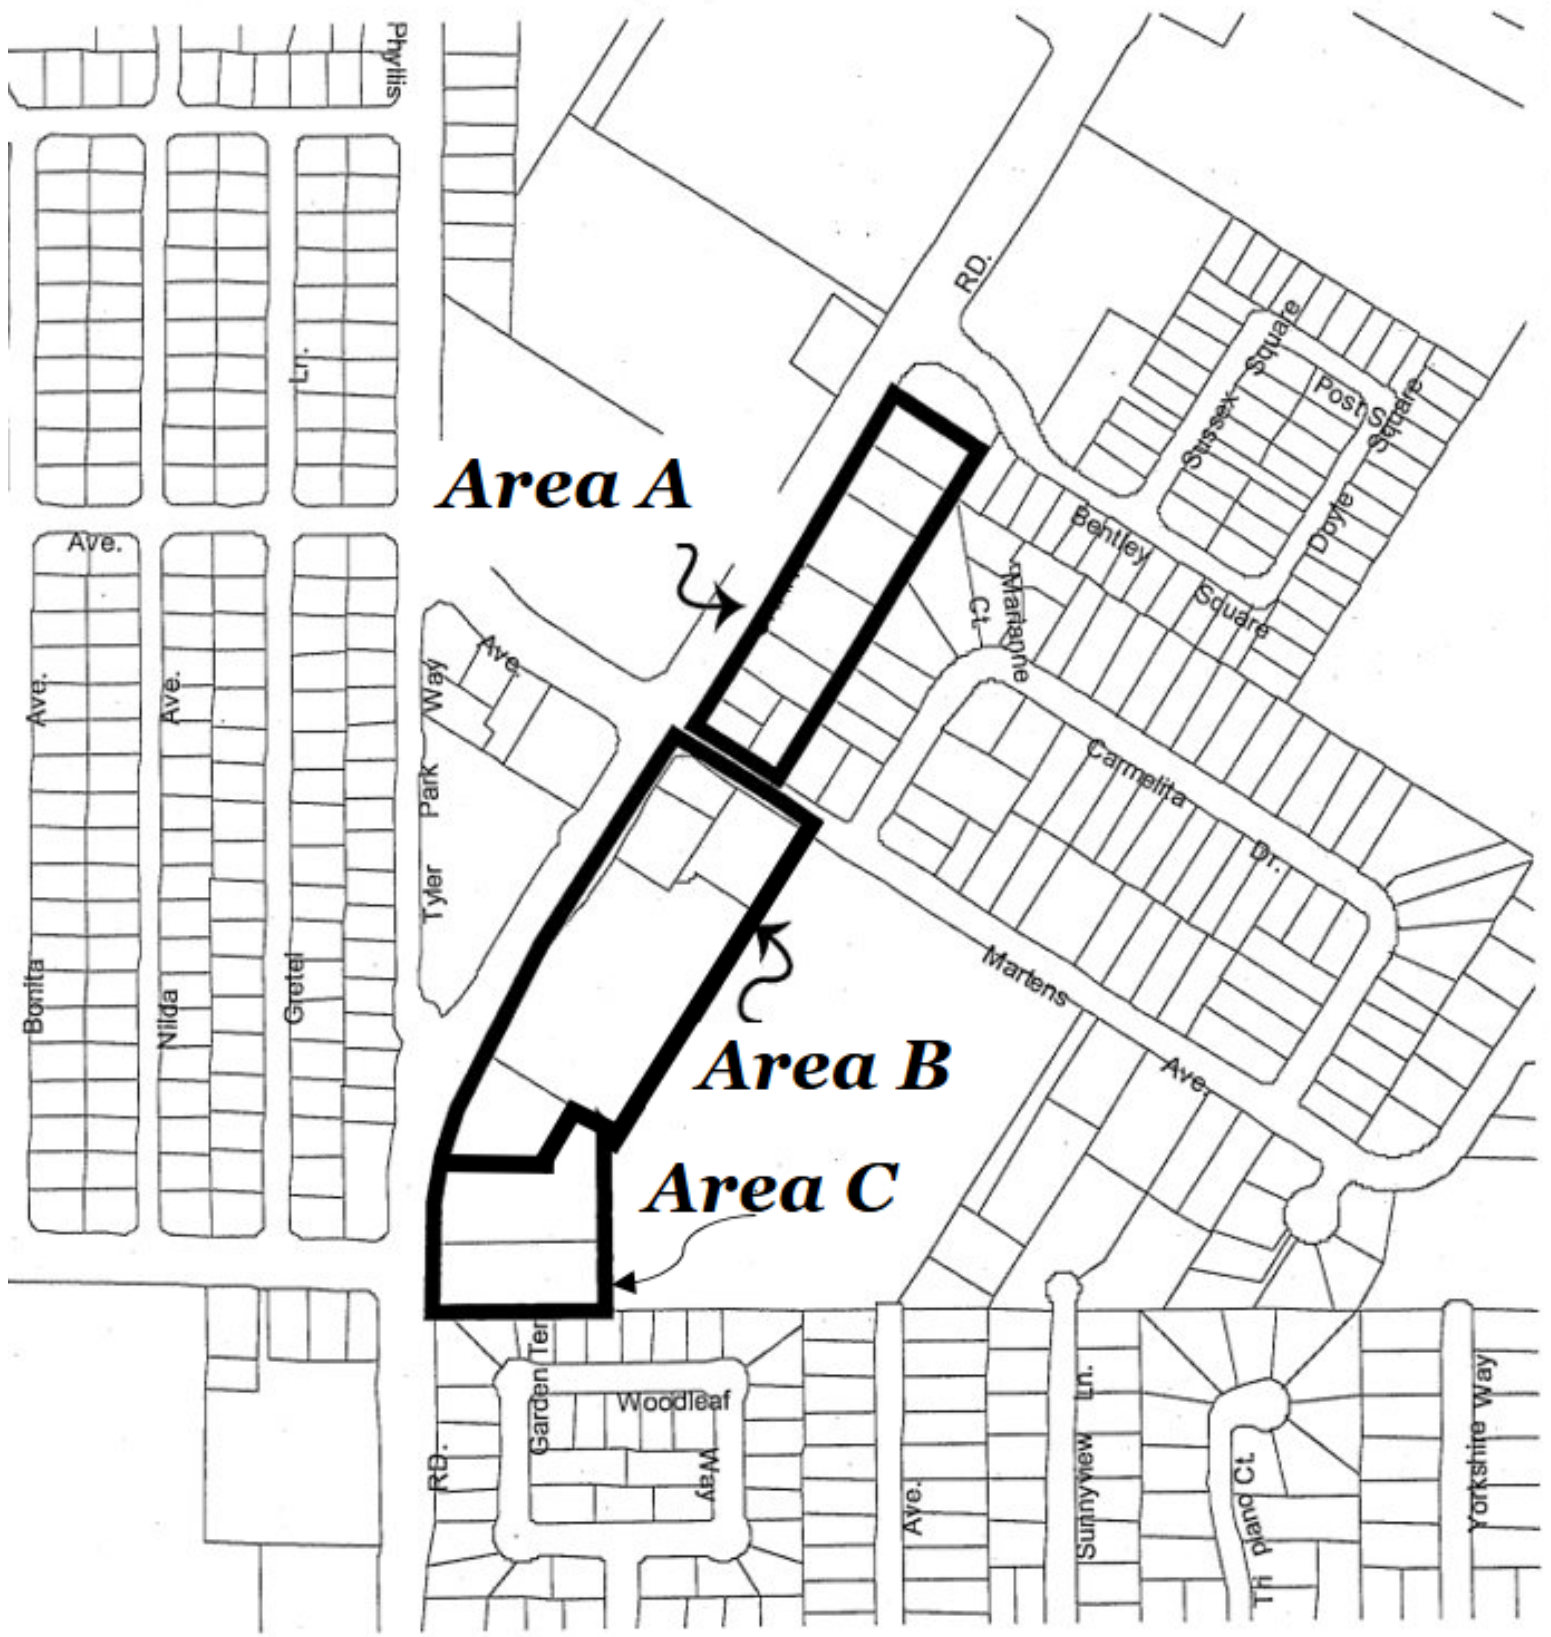 Phyllis
RD.
Square
Post S
Square
Sussex
Ln.
Area A
Doyle
Bentley
Ave.
Square
Marianne
Ct.
Ave.
Way
Ave.
Ave.
Park
Carmelita
Dr.
Tyler
Martens
Bonita
Nilda
Gretel
Area B
Ave.
Area C
Garden Ter
Woodleaf
Way
RD.
Ave.
Ln.
Sunnyview
Ct.
Yorkshire Way